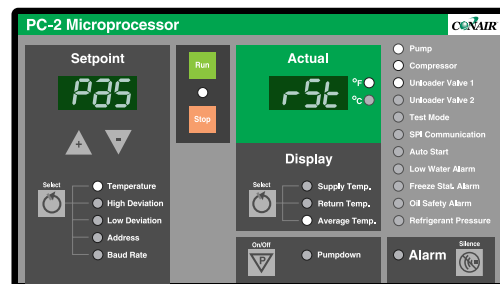 PC-2 Microprocessor
CONAIR
Setpoint
PAS
+
-
Select
Temperature
High Deviation
Low Deviation
Address
Baud Rate
Run
Stop
Actual
rSt
°F
°C
Display
Select
Supply Temp.
Return Temp.
Average Temp.
On/Off
P
Pumpdown
Pump
Compressor
Unloader Valve 1
Unloader Valve 2
Test Mode
SPI Communication
Auto Start
Low Water Alarm
Freeze Stat. Alarm
Oil Safety Alarm
Refrigerant Pressure
Alarm
Silence